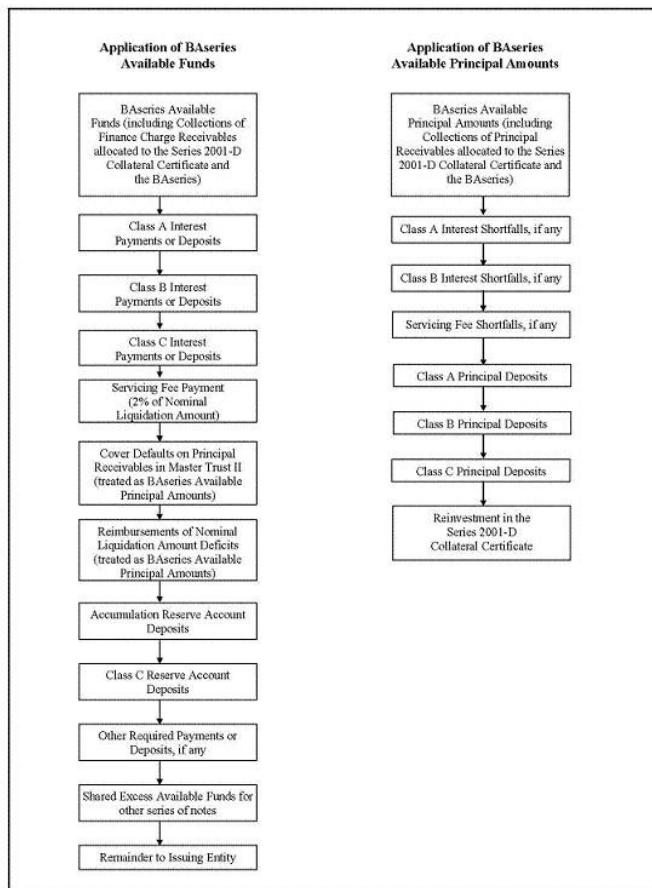 Application of BAseries
Available Funds
BAseries Available
Funds (including Collections of
Finance Charge Receivables
allocated to the Series 2001-D
Collateral Certificate and
the BAseries)
Class A Interest
Payments or Deposits
Class B Interest
Payments or Deposits
Class C Interest
Payments or Deposits
Servicing Fee Payment
(2% of Nominal
Liquidation Amount)
Cover Defaults on Principal
Receivables in Master Trust II
(treated as BAseries Available
Principal Amounts)
Reimbursements of Nominal
Liquidation Amount Deficits
(treated as BAseries Available
Principal Amounts)
Accumulation Reserve Account
Deposits
Class C Reserve Account
Deposits
Other Required Payments or
Deposits, if any
Shared Excess Available Funds for
other series of notes
Remainder to Issuing Entity
Application of BAseries
Available Principal Amounts
BAseries Available
Principal Amounts (including
Collections of Principal
Receivables allocated to the Series
2001-D Collateral Certificate and
the BAseries)
Class A Interest Shortfalls, if any
Class B Interest Shortfalls, if any
Servicing Fee Shortfalls, if any
Class A Principal Deposits
Class B Principal Deposits
Class C Principal Deposits
Reinvestment in the
Series 2001-D
Collateral Certificate